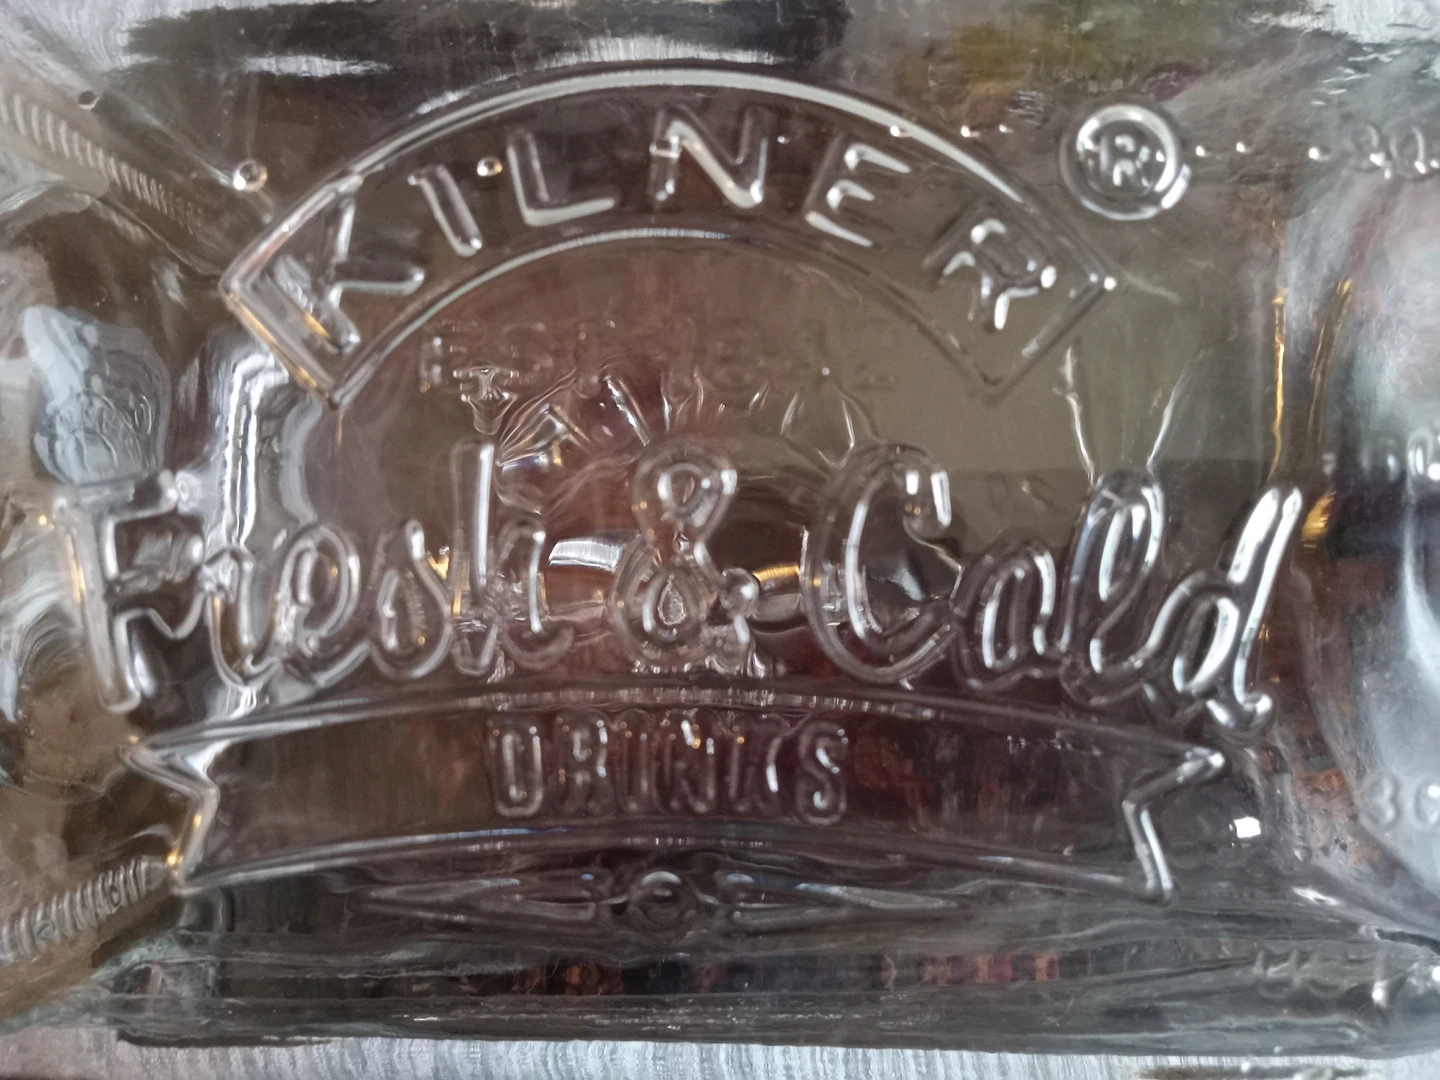 KILNER ®
Fresh & Cold
DRINKS